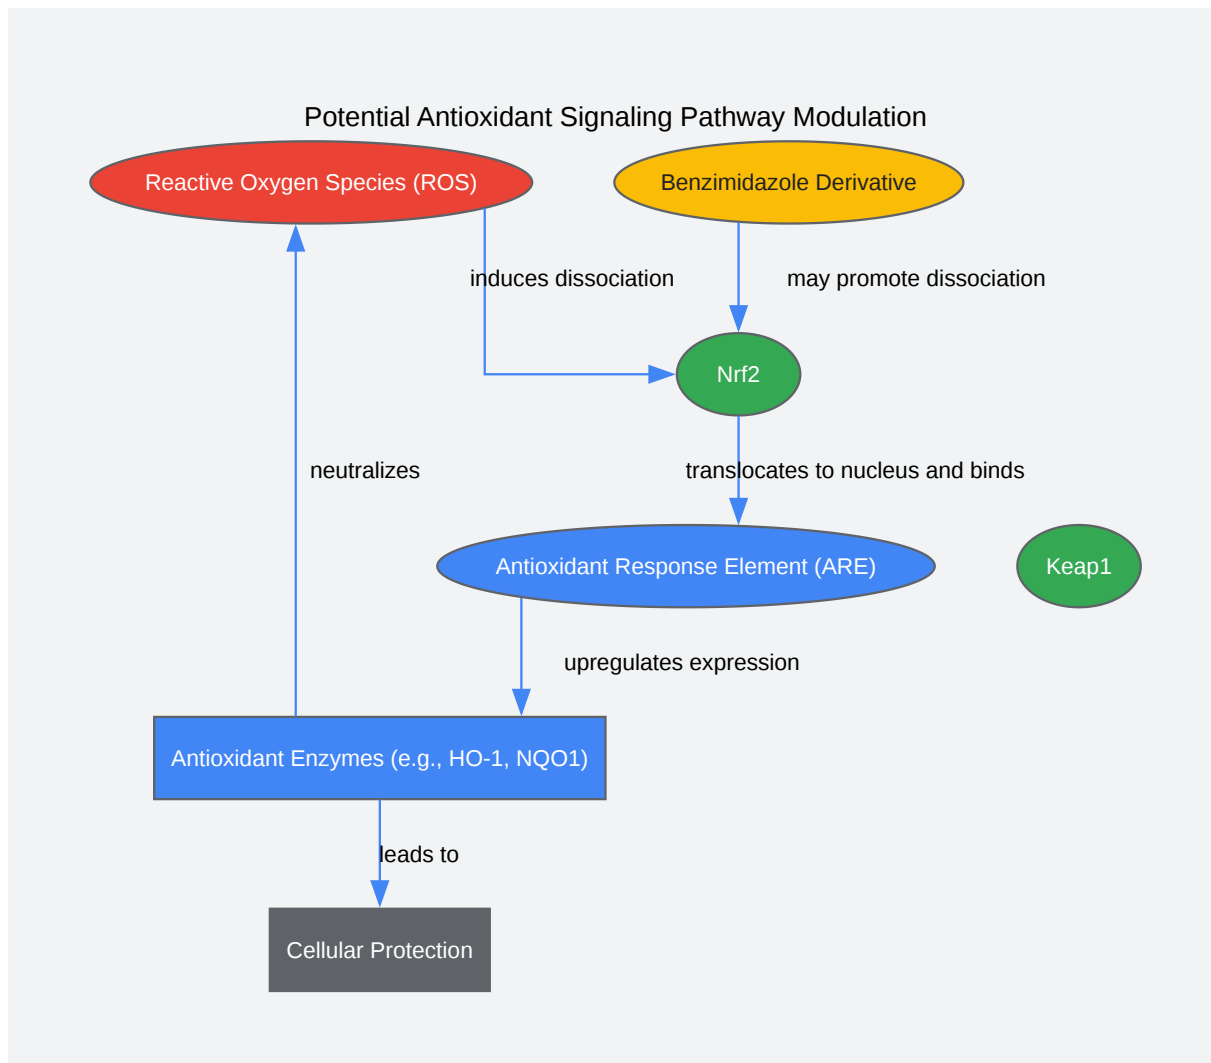 Potential Antioxidant Signaling Pathway Modulation
Reactive Oxygen Species (ROS)
Benzimidazole Derivative
induces dissociation
may promote dissociation
Nrf2
neutralizes
translocates to nucleus and binds
Antioxidant Response Element (ARE)
Keap1
upregulates expression
Antioxidant Enzymes (e.g., HO-1, NQO1)
leads to
Cellular Protection